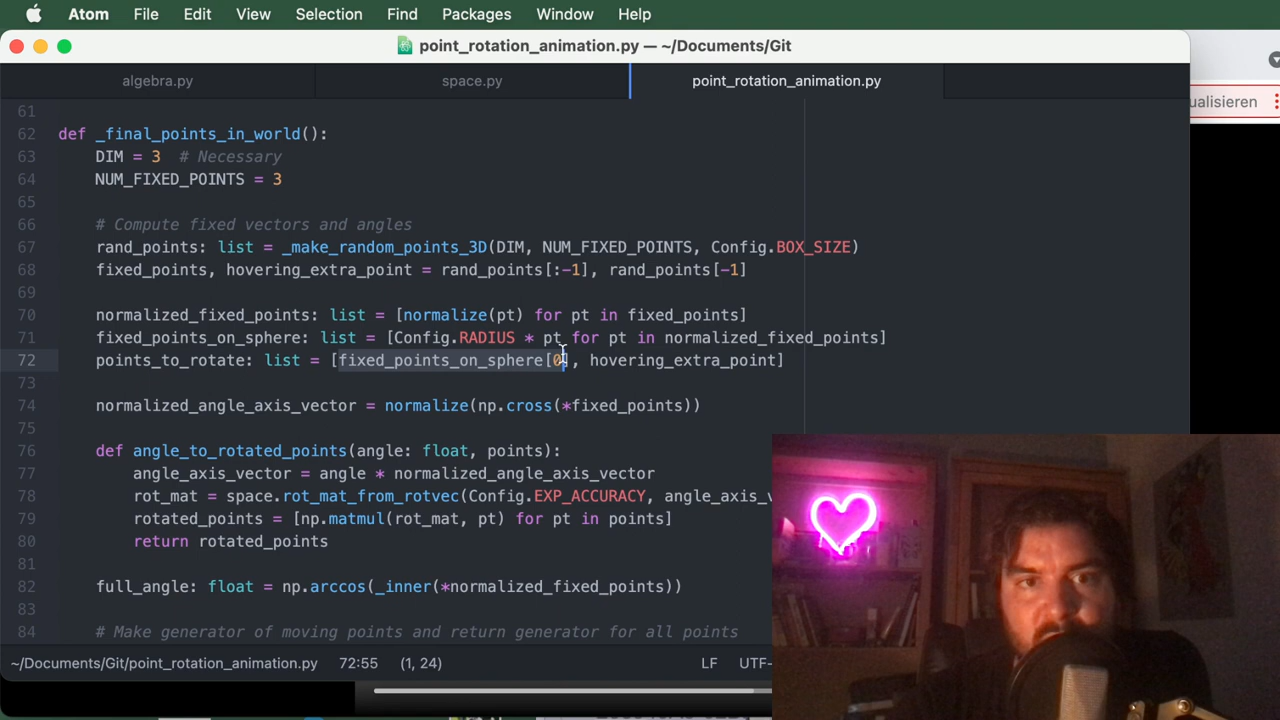 Atom File Edit View Selection Find Packages Window Help
point_rotation_animation.py — ~/Documents/Git
algebra.py space.py point_rotation_animation.py
ualisieren
61
62 def _final_points_in_world():
63 DIM = 3 # Necessary
64 NUM_FIXED_POINTS = 3
65
66 # Compute fixed vectors and angles
67 rand_points: list = _make_random_points_3D(DIM, NUM_FIXED_POINTS, Config.BOX_SIZE)
68 fixed_points, hovering_extra_point = rand_points[:-1], rand_points[-1]
69
70 normalized_fixed_points: list = [normalize(pt) for pt in fixed_points]
71 fixed_points_on_sphere: list = [Config.RADIUS * pt for pt in normalized_fixed_points]
72 points_to_rotate: list = [fixed_points_on_sphere[0], hovering_extra_point]
73
74 normalized_angle_axis_vector = normalize(np.cross(*fixed_points))
75
76 def angle_to_rotated_points(angle: float, points):
77 angle_axis_vector = angle * normalized_angle_axis_vector
78 rot_mat = space.rot_mat_from_rotvec(Config.EXP_ACCURACY, angle_axis_v
79 rotated_points = [np.matmul(rot_mat, pt) for pt in points]
80 return rotated_points
81
82 full_angle: float = np.arccos(_inner(*normalized_fixed_points))
83
84 # Make generator of moving points and return generator for all points
~/Documents/Git/point_rotation_animation.py 72:55 (1, 24) LF UTF-